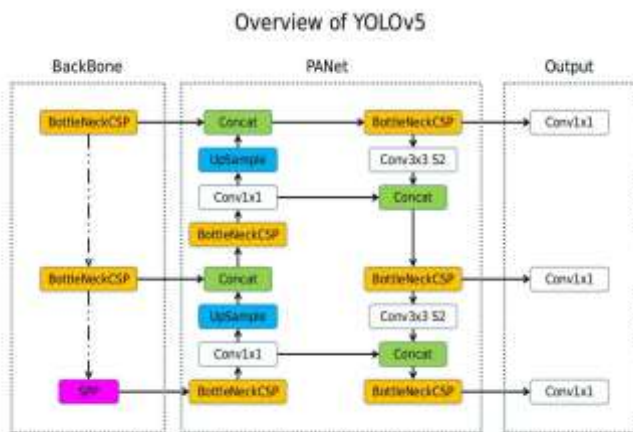 Overview of YOLOv5
BackBone PANet Output
BottleNeckCSP Concat BottleNeckCSP Conv1x1
UpSample Conv3x3 S2
Conv1x1 Concat
BottleNeckCSP
BottleNeckCSP Concat BottleNeckCSP Conv1x1
UpSample Conv3x3 S2
Conv1x1 Concat
SPP BottleNeckCSP BottleNeckCSP Conv1x1